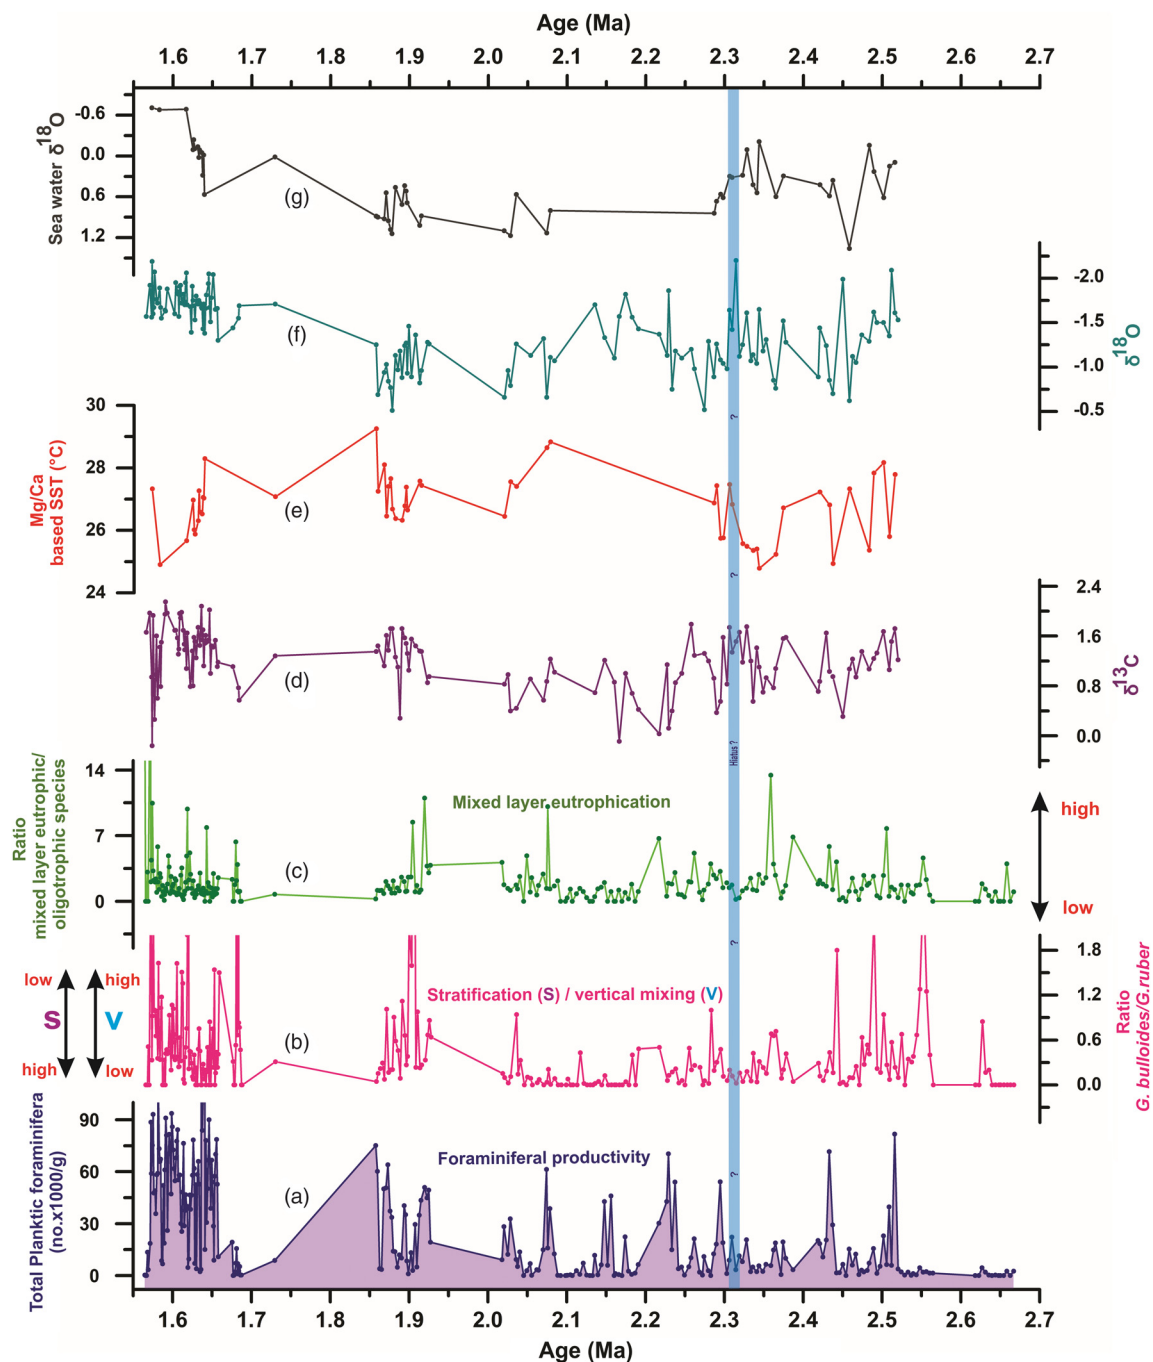 Age (Ma)
1.6 1.7 1.8 1.9 2.0 2.1 2.2 2.3 2.4 2.5 2.6 2.7
Sea water δ18O
-0.6
0.0
0.6
1.2
(g)
-2.0
-1.5
-1.0
-0.5
δ18O
(f)
?
30
28
26
24
Mg/Ca
based SST (°C)
(e)
?
2.4
1.6
0.8
0.0
δ13C
(d)
Hiatus ?
14
7
0
Ratio
mixed layer eutrophic/
oligotrophic species
Mixed layer eutrophication
(c)
high
low
?
low
high
S
V
high
low
Stratification (S) / vertical mixing (V)
(b)
1.8
1.2
0.6
0.0
Ratio
G. bulloides/G.ruber
90
60
30
0
Total Planktic foraminifera
(no.x1000/g)
Foraminiferal productivity
(a)
?
1.6 1.7 1.8 1.9 2.0 2.1 2.2 2.3 2.4 2.5 2.6 2.7
Age (Ma)